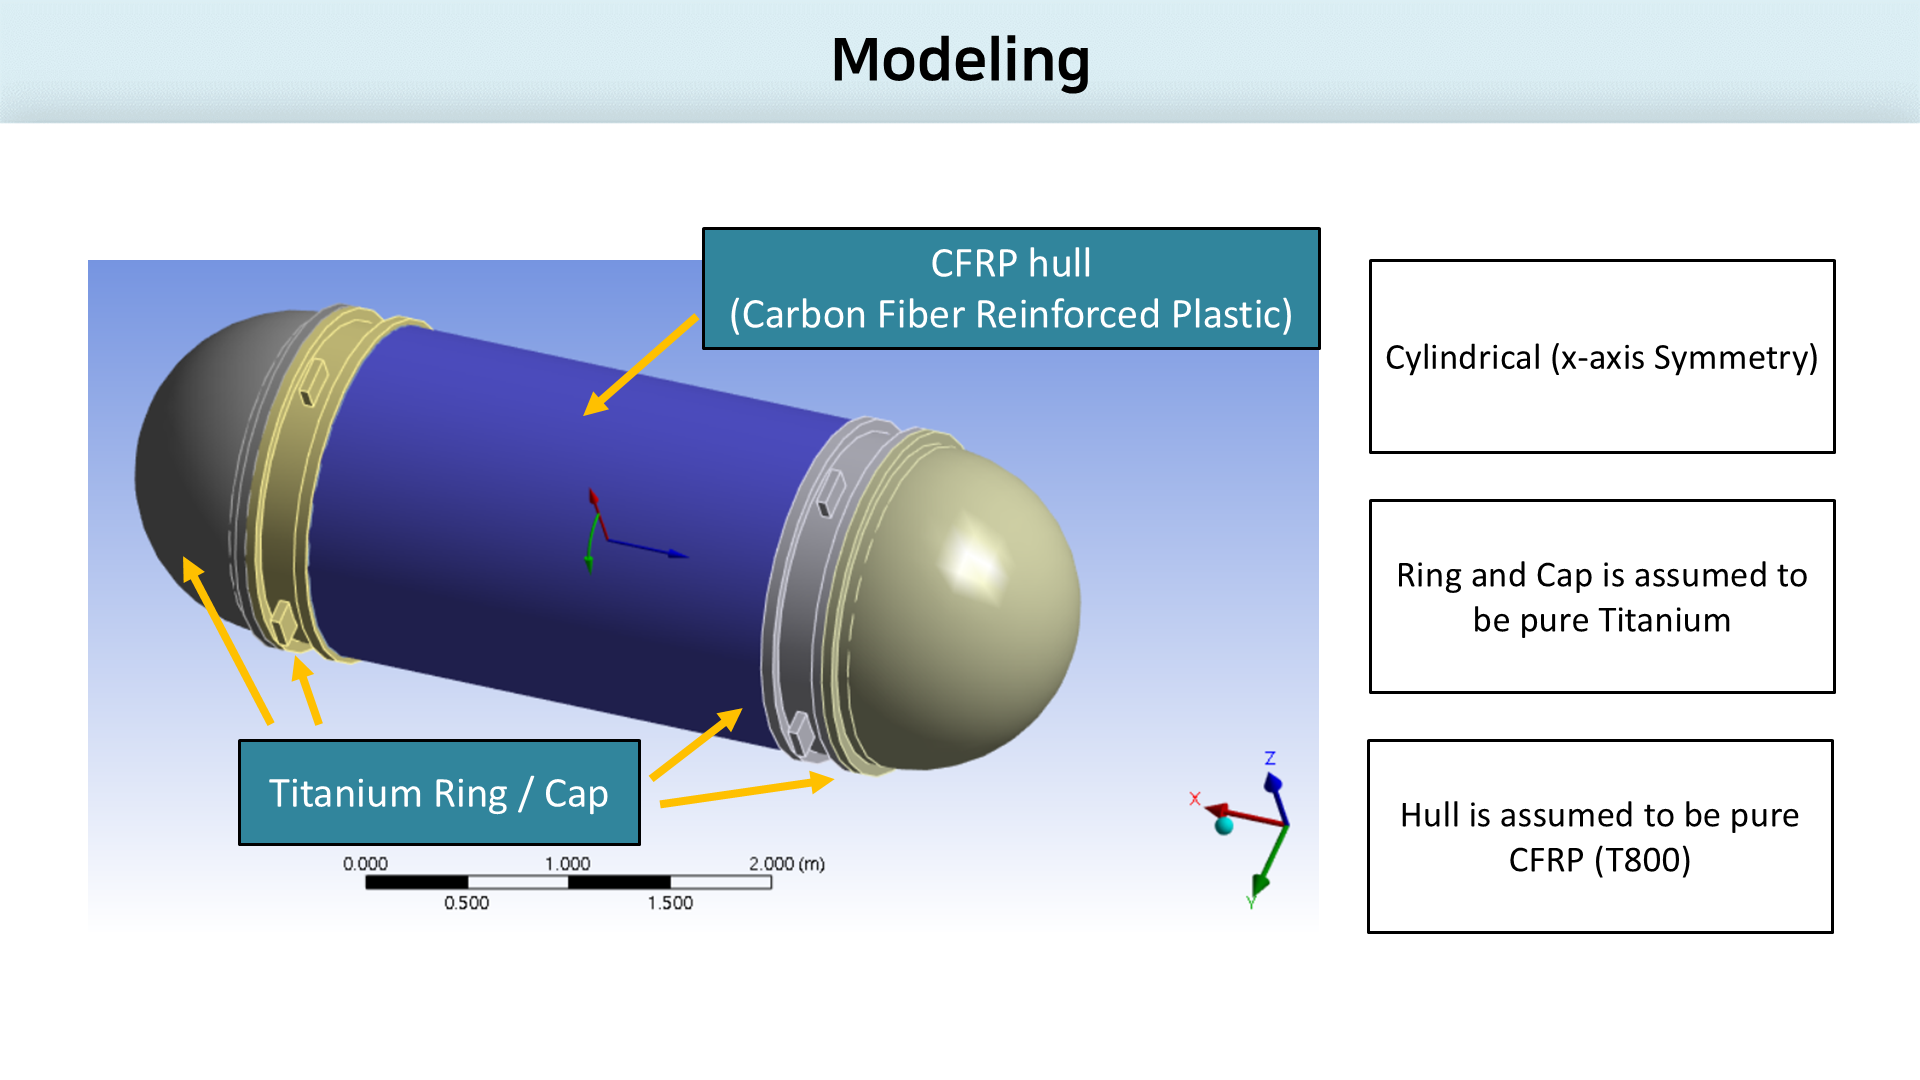 Modeling
CFRP hull
(Carbon Fiber Reinforced Plastic)
Cylindrical (x-axis Symmetry)
Ring and Cap is assumed to
be pure Titanium
Hull is assumed to be pure
CFRP (T800)
Titanium Ring / Cap
0.000 1.000 2.000 (m)
0.500 1.500
Z
X
Y